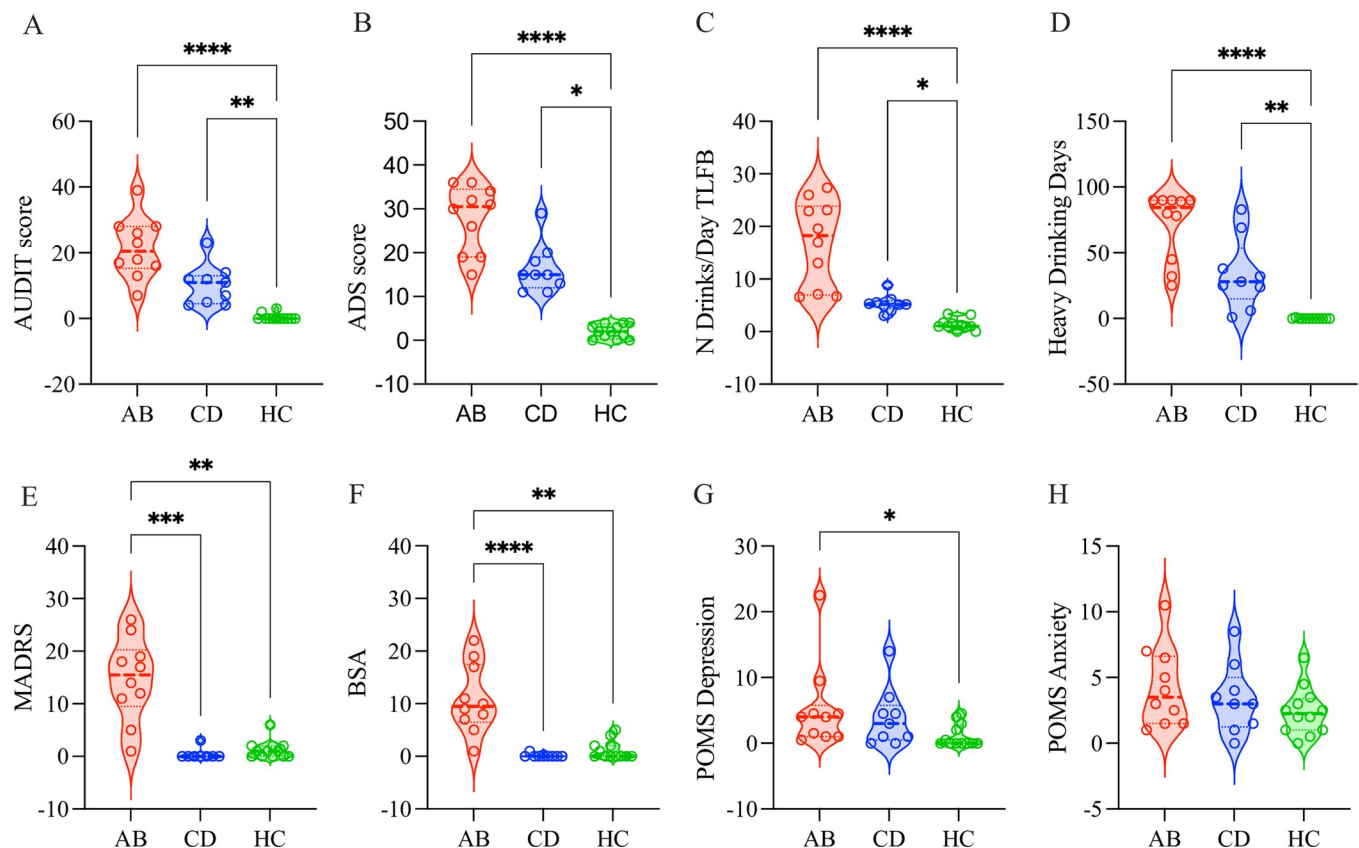 A
****
**
AUDIT score
60
40
20
0
-20
AB CD HC
B
****
*
ADS score
50
40
30
20
10
0
-10
AB CD HC
C
****
*
N Drinks/Day TLFB
40
30
20
10
0
-10
AB CD HC
D
****
**
Heavy Drinking Days
150
100
50
0
-50
AB CD HC
E
**
***
MADRS
40
30
20
10
0
-10
AB CD HC
F
**
****
BSA
40
30
20
10
0
-10
AB CD HC
G
*
POMS Depression
30
20
10
0
-10
AB CD HC
H
POMS Anxiety
15
10
5
0
-5
AB CD HC